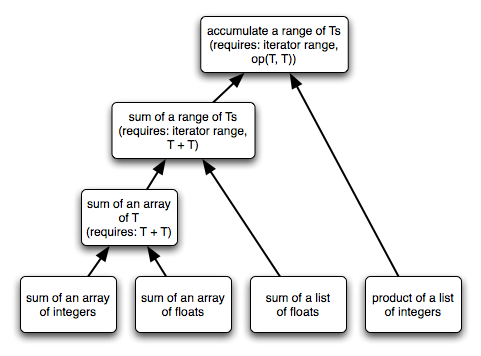 accumulate a range of Ts
(requires: iterator range,
op(T, T))
sum of a range of Ts
(requires: iterator range,
T + T)
sum of an array
of T
(requires: T + T)
sum of an array
of integers
sum of an array
of floats
sum of a list
of floats
product of a list
of integers